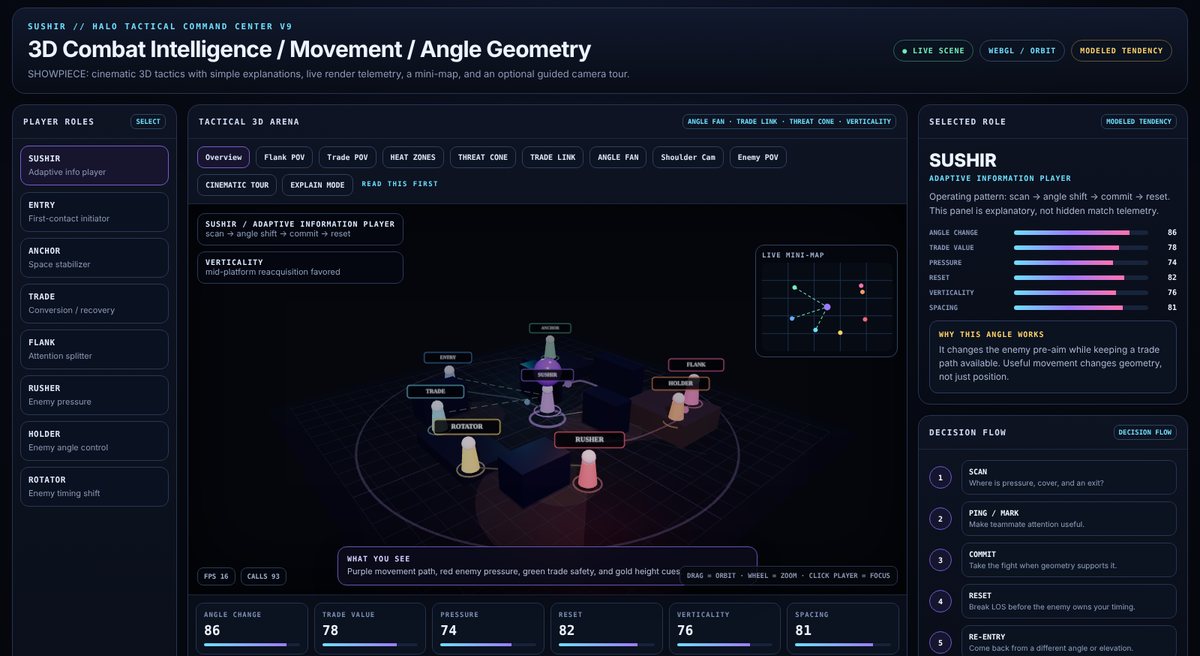 SUSHIR // HALO TACTICAL COMMAND CENTER V9
3D Combat Intelligence / Movement / Angle Geometry
SHOWPIECE: cinematic 3D tactics with simple explanations, live render telemetry, a mini-map, and an optional guided camera tour.
● LIVE SCENE
WEBGL / ORBIT
MODELED TENDENCY
PLAYER ROLES
SELECT
SUSHIR
Adaptive info player
ENTRY
First-contact initiator
ANCHOR
Space stabilizer
TRADE
Conversion / recovery
FLANK
Attention splitter
RUSHER
Enemy pressure
HOLDER
Enemy angle control
ROTATOR
Enemy timing shift
TACTICAL 3D ARENA
ANGLE FAN · TRADE LINK · THREAT CONE · VERTICALITY
Overview
Flank POV
Trade POV
HEAT ZONES
THREAT CONE
TRADE LINK
ANGLE FAN
Shoulder Cam
Enemy POV
CINEMATIC TOUR
EXPLAIN MODE
READ THIS FIRST
SUSHIR / ADAPTIVE INFORMATION PLAYER
scan → angle shift → commit → reset
VERTICALITY
mid-platform reacquisition favored
LIVE MINI-MAP
ANCHOR
ENTRY
FLANK
SUSHIR
HOLDER
TRADE
ROTATOR
RUSHER
WHAT YOU SEE
Purple movement path, red enemy pressure, green trade safety, and gold height cues
FPS 16
CALLS 93
DRAG = ORBIT · WHEEL = ZOOM · CLICK PLAYER = FOCUS
ANGLE CHANGE
86
TRADE VALUE
78
PRESSURE
74
RESET
82
VERTICALITY
76
SPACING
81
SELECTED ROLE
MODELED TENDENCY
SUSHIR
ADAPTIVE INFORMATION PLAYER
Operating pattern: scan → angle shift → commit → reset.
This panel is explanatory, not hidden match telemetry.
ANGLE CHANGE 86
TRADE VALUE 78
PRESSURE 74
RESET 82
VERTICALITY 76
SPACING 81
WHY THIS ANGLE WORKS
It changes the enemy pre-aim while keeping a trade
path available. Useful movement changes geometry,
not just position.
DECISION FLOW
DECISION FLOW
1
SCAN
Where is pressure, cover, and an exit?
2
PING / MARK
Make teammate attention useful.
3
COMMIT
Take the fight when geometry supports it.
4
RESET
Break LOS before the enemy owns your timing.
5
RE-ENTRY
Come back from a different angle or elevation.